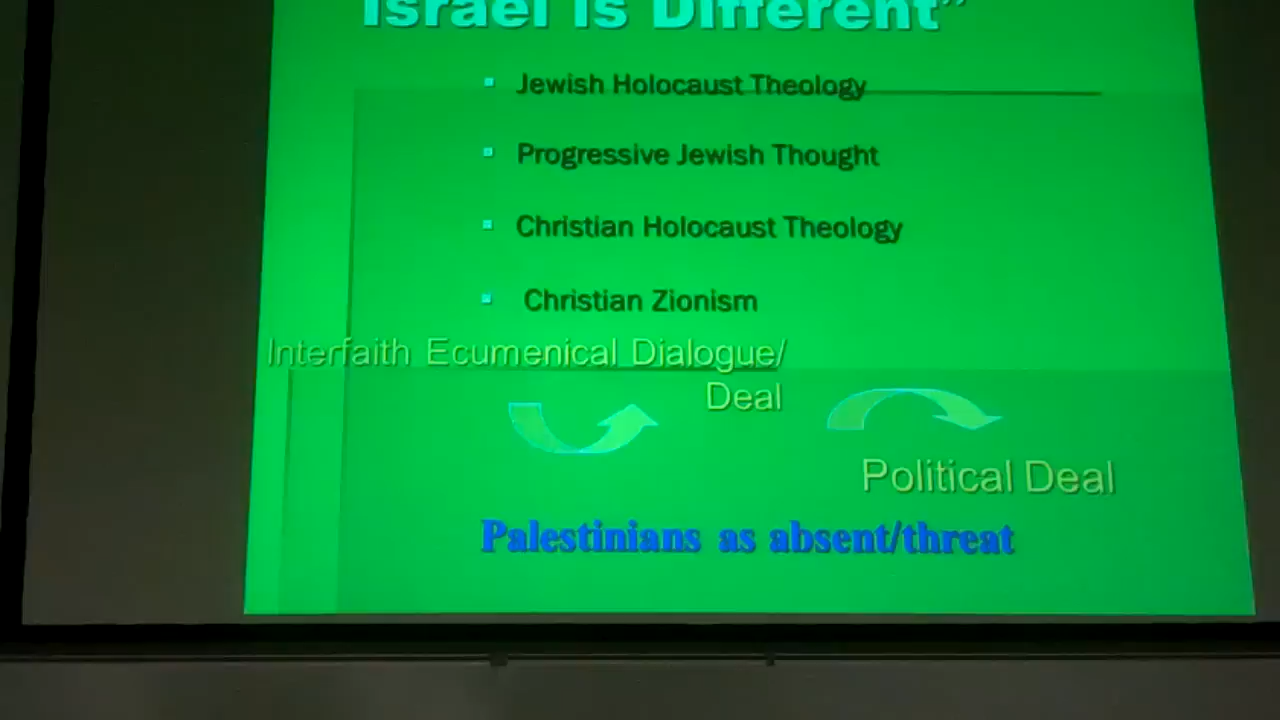 Israel is Different"
Jewish Holocaust Theology
Progressive Jewish Thought
Christian Holocaust Theology
Christian Zionism
Interfaith Ecumenical Dialogue/
Deal
Political Deal
Palestinians as absent/threat